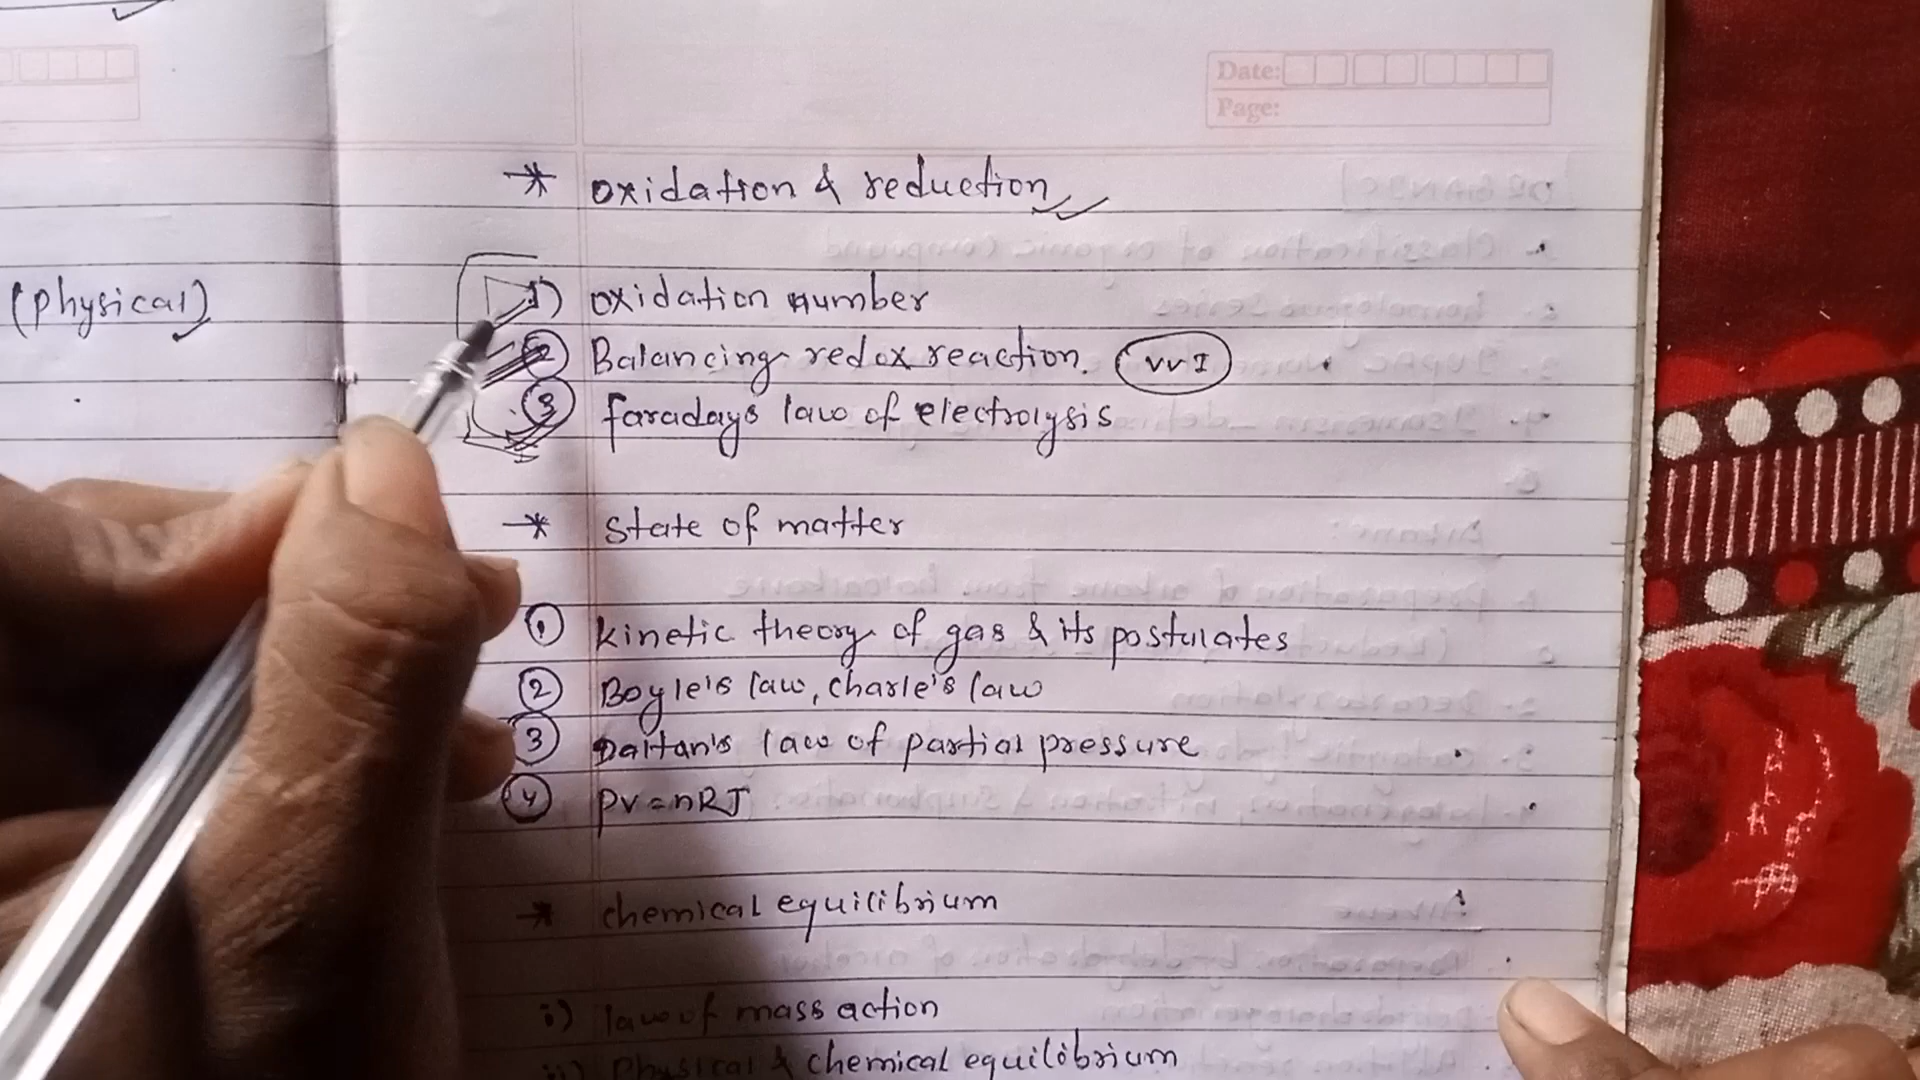 Date:
Page:
* oxidation & reduction
(physical)
1) oxidation number
2 Balancing redox reaction. VVI
3 faradays law of electrolysis
* state of matter
1 kinetic theory of gas & its postulates
2 Boyle's law, charle's law
3 Daltan's law of partial pressure
4 PV=nRT
* chemical equilibrium
i) law of mass action
ii) Physical & chemical equilibrium